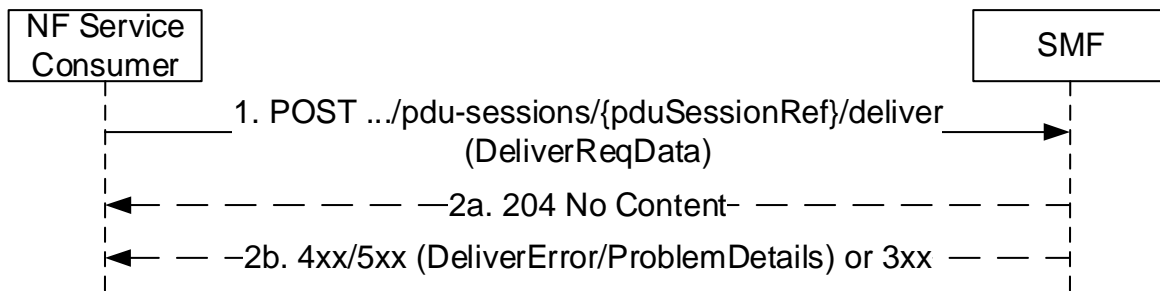 NF Service
Consumer
SMF
1. POST .../pdu-sessions/{pduSessionRef}/deliver
(DeliverReqData)
2a. 204 No Content
2b. 4xx/5xx (DeliverError/ProblemDetails) or 3xx